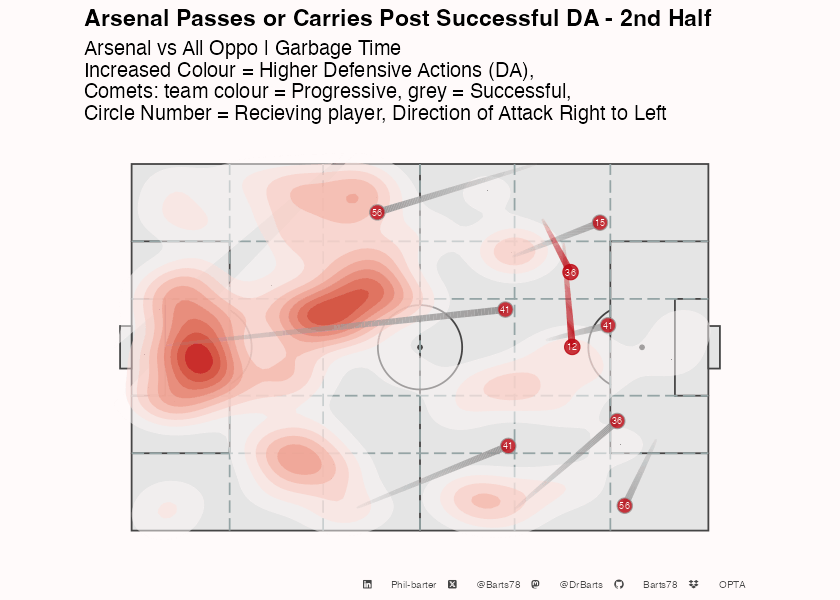 Arsenal Passes or Carries Post Successful DA - 2nd Half
Arsenal vs All Oppo | Garbage Time
Increased Colour = Higher Defensive Actions (DA),
Comets: team colour = Progressive, grey = Successful,
Circle Number = Recieving player, Direction of Attack Right to Left
56
15
36
41
41
12
36
41
56
Phil-barter @Barts78 @DrBarts Barts78 OPTA